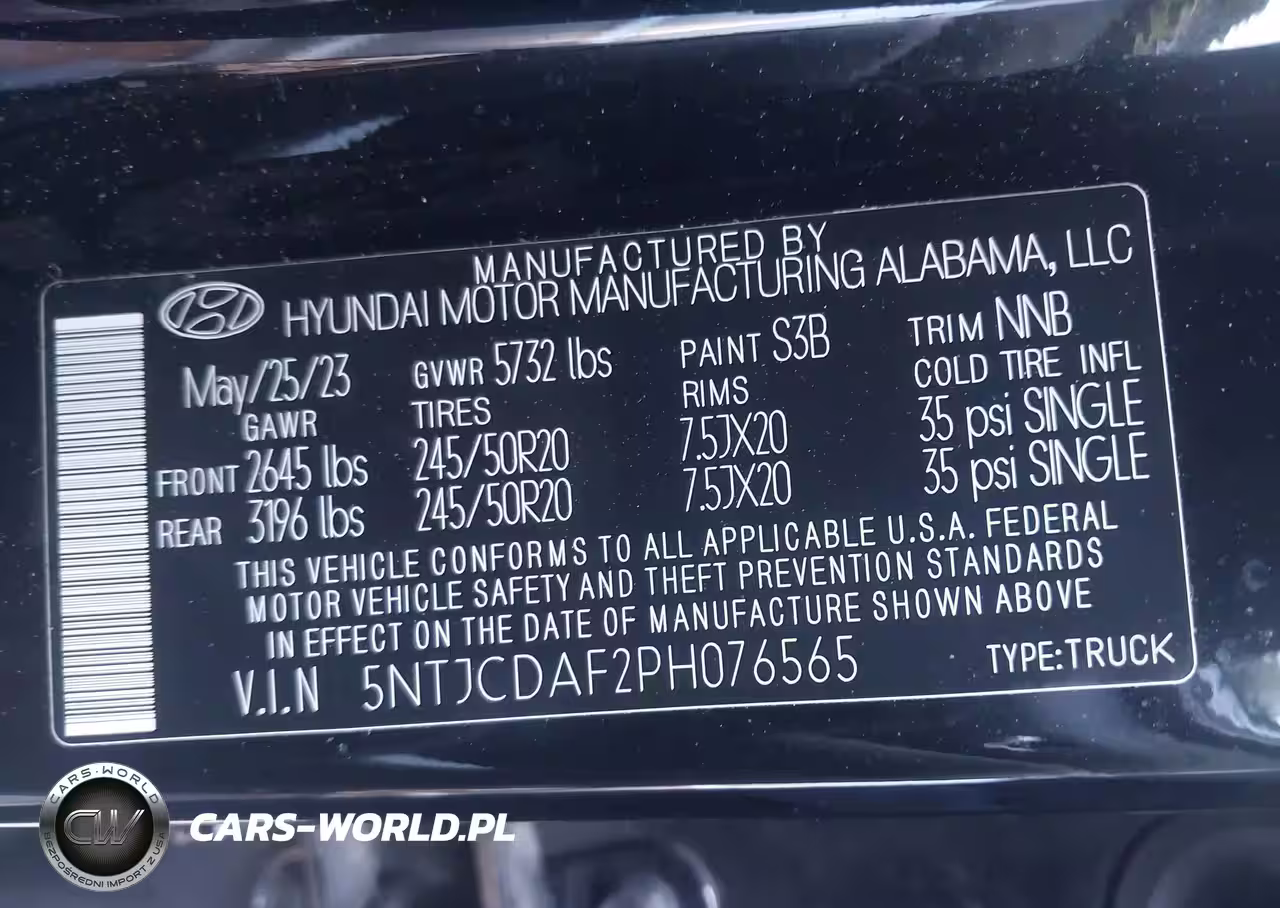 MANUFACTURED BY
HYUNDAI MOTOR MANUFACTURING ALABAMA, LLC
May/25/23 GVWR 5732 lbs PAINT S3B TRIM NNB
GAWR TIRES RIMS COLD TIRE INFL
FRONT 2645 lbs 245/50R20 7.5JX20 35 psi SINGLE
REAR 3196 lbs 245/50R20 7.5JX20 35 psi SINGLE
THIS VEHICLE CONFORMS TO ALL APPLICABLE U.S.A. FEDERAL
MOTOR VEHICLE SAFETY AND THEFT PREVENTION STANDARDS
IN EFFECT ON THE DATE OF MANUFACTURE SHOWN ABOVE
V.I.N 5NTJCDAF2PH076565 TYPE:TRUCK
CARS-WORLD
CW
BEZPOŚREDNI IMPORT Z USA
CARS-WORLD.PL